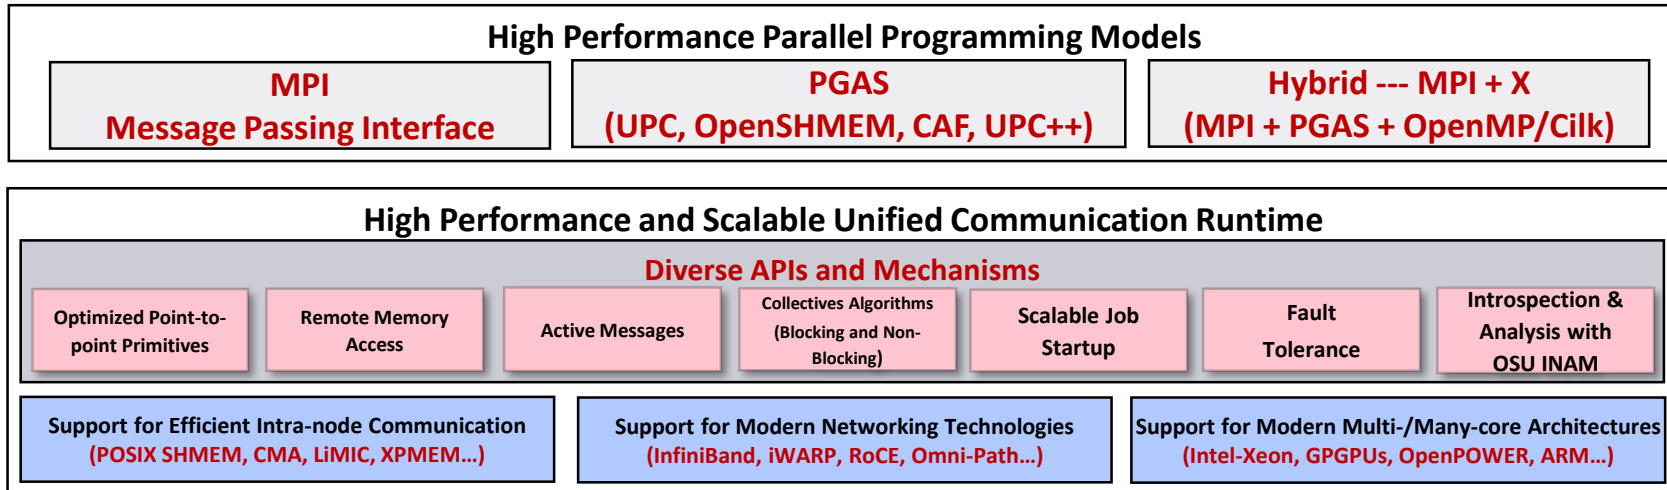 High Performance Parallel Programming Models
MPI
Message Passing Interface
PGAS
(UPC, OpenSHMEM, CAF, UPC++)
Hybrid --- MPI + X
(MPI + PGAS + OpenMP/Cilk)
High Performance and Scalable Unified Communication Runtime
Diverse APIs and Mechanisms
Optimized Point-to-
point Primitives
Remote Memory
Access
Active Messages
Collectives Algorithms
(Blocking and Non-
Blocking)
Scalable Job
Startup
Fault
Tolerance
Introspection &
Analysis with
OSU INAM
Support for Efficient Intra-node Communication
(POSIX SHMEM, CMA, LiMIC, XPMEM…)
Support for Modern Networking Technologies
(InfiniBand, iWARP, RoCE, Omni-Path…)
Support for Modern Multi-/Many-core Architectures
(Intel-Xeon, GPGPUs, OpenPOWER, ARM…)